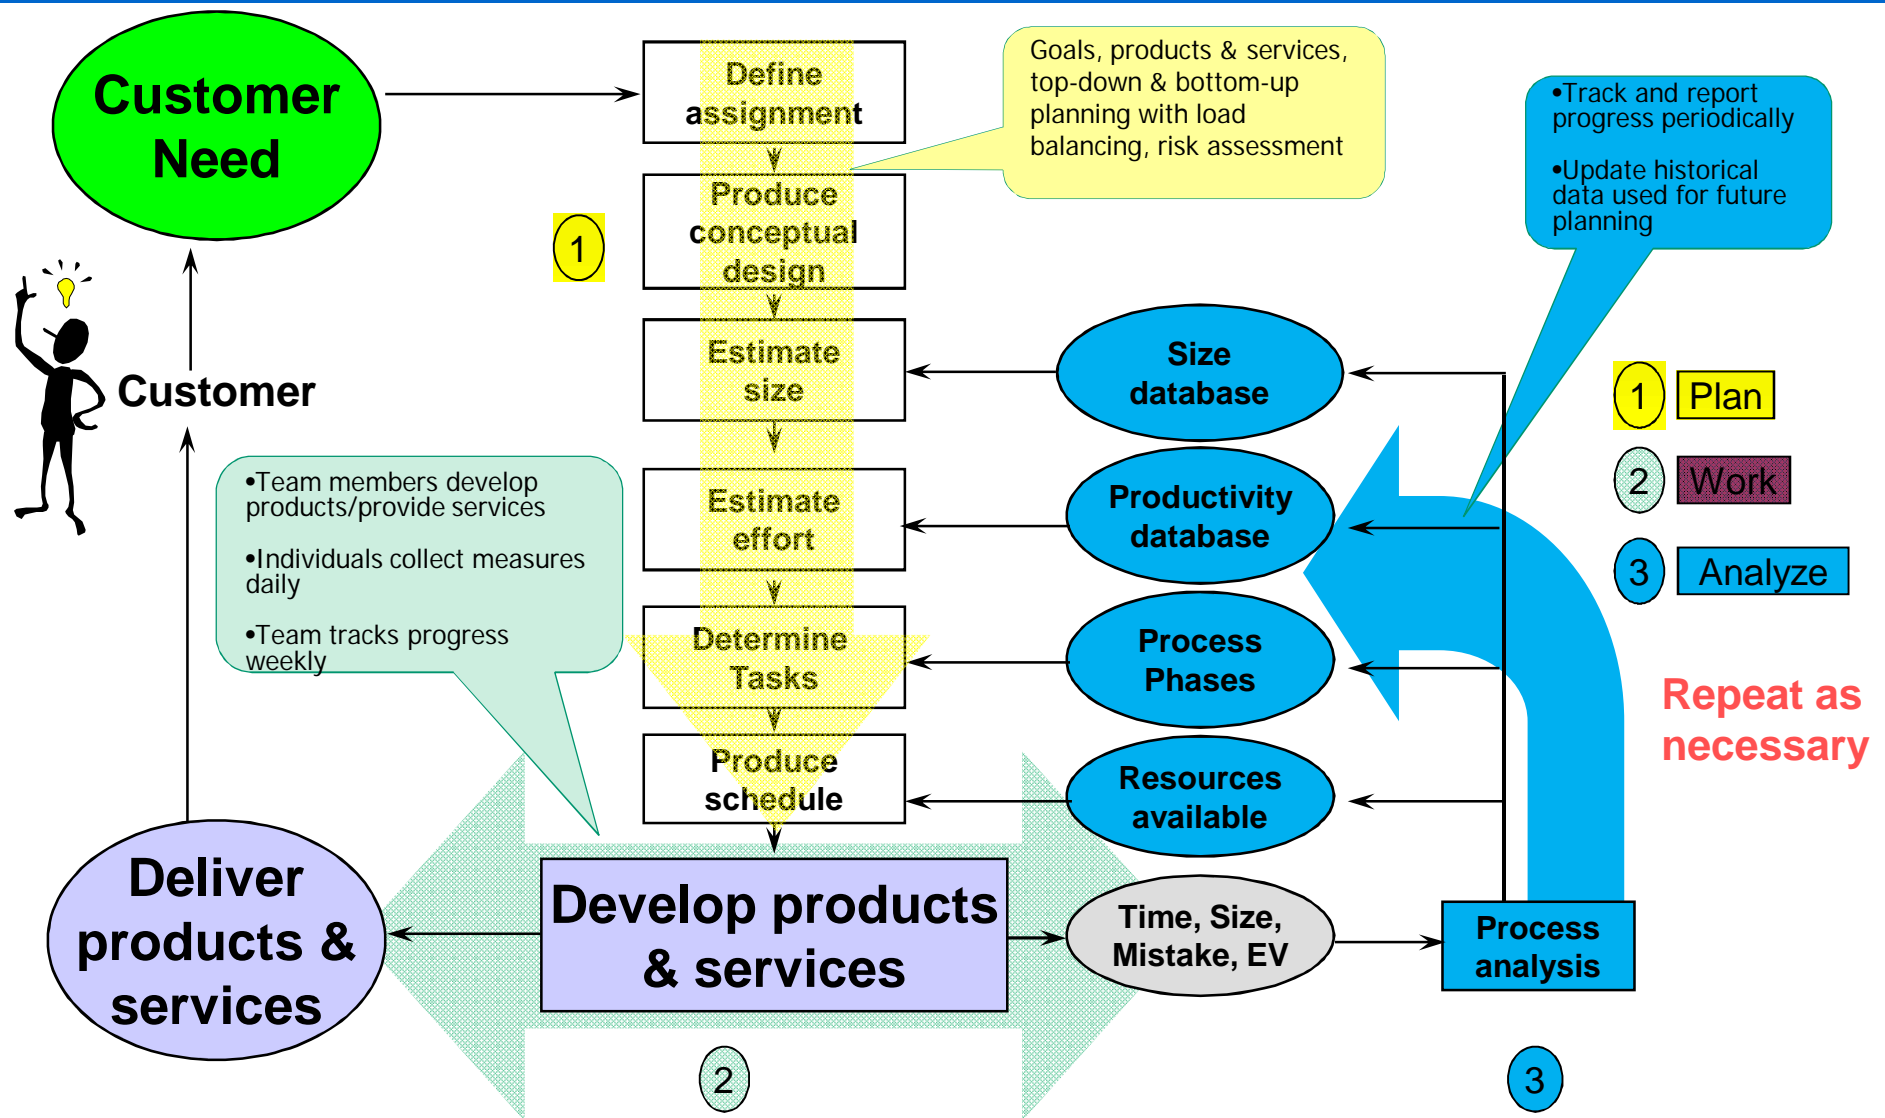 Customer
Need
Define
assignment
Goals, products & services,
top-down & bottom-up
planning with load
balancing, risk assessment
•Track and report
progress periodically
•Update historical
data used for future
planning
1
Produce
conceptual
design
Customer
Estimate
size
Size
database
1
Plan
•Team members develop
products/provide services
•Individuals collect measures
daily
•Team tracks progress
weekly
Estimate
effort
Productivity
database
2
Work
3
Analyze
Determine
Tasks
Process
Phases
Repeat as
necessary
Produce
schedule
Resources
available
Deliver
products &
services
Develop products
& services
Time, Size,
Mistake, EV
Process
analysis
2
3